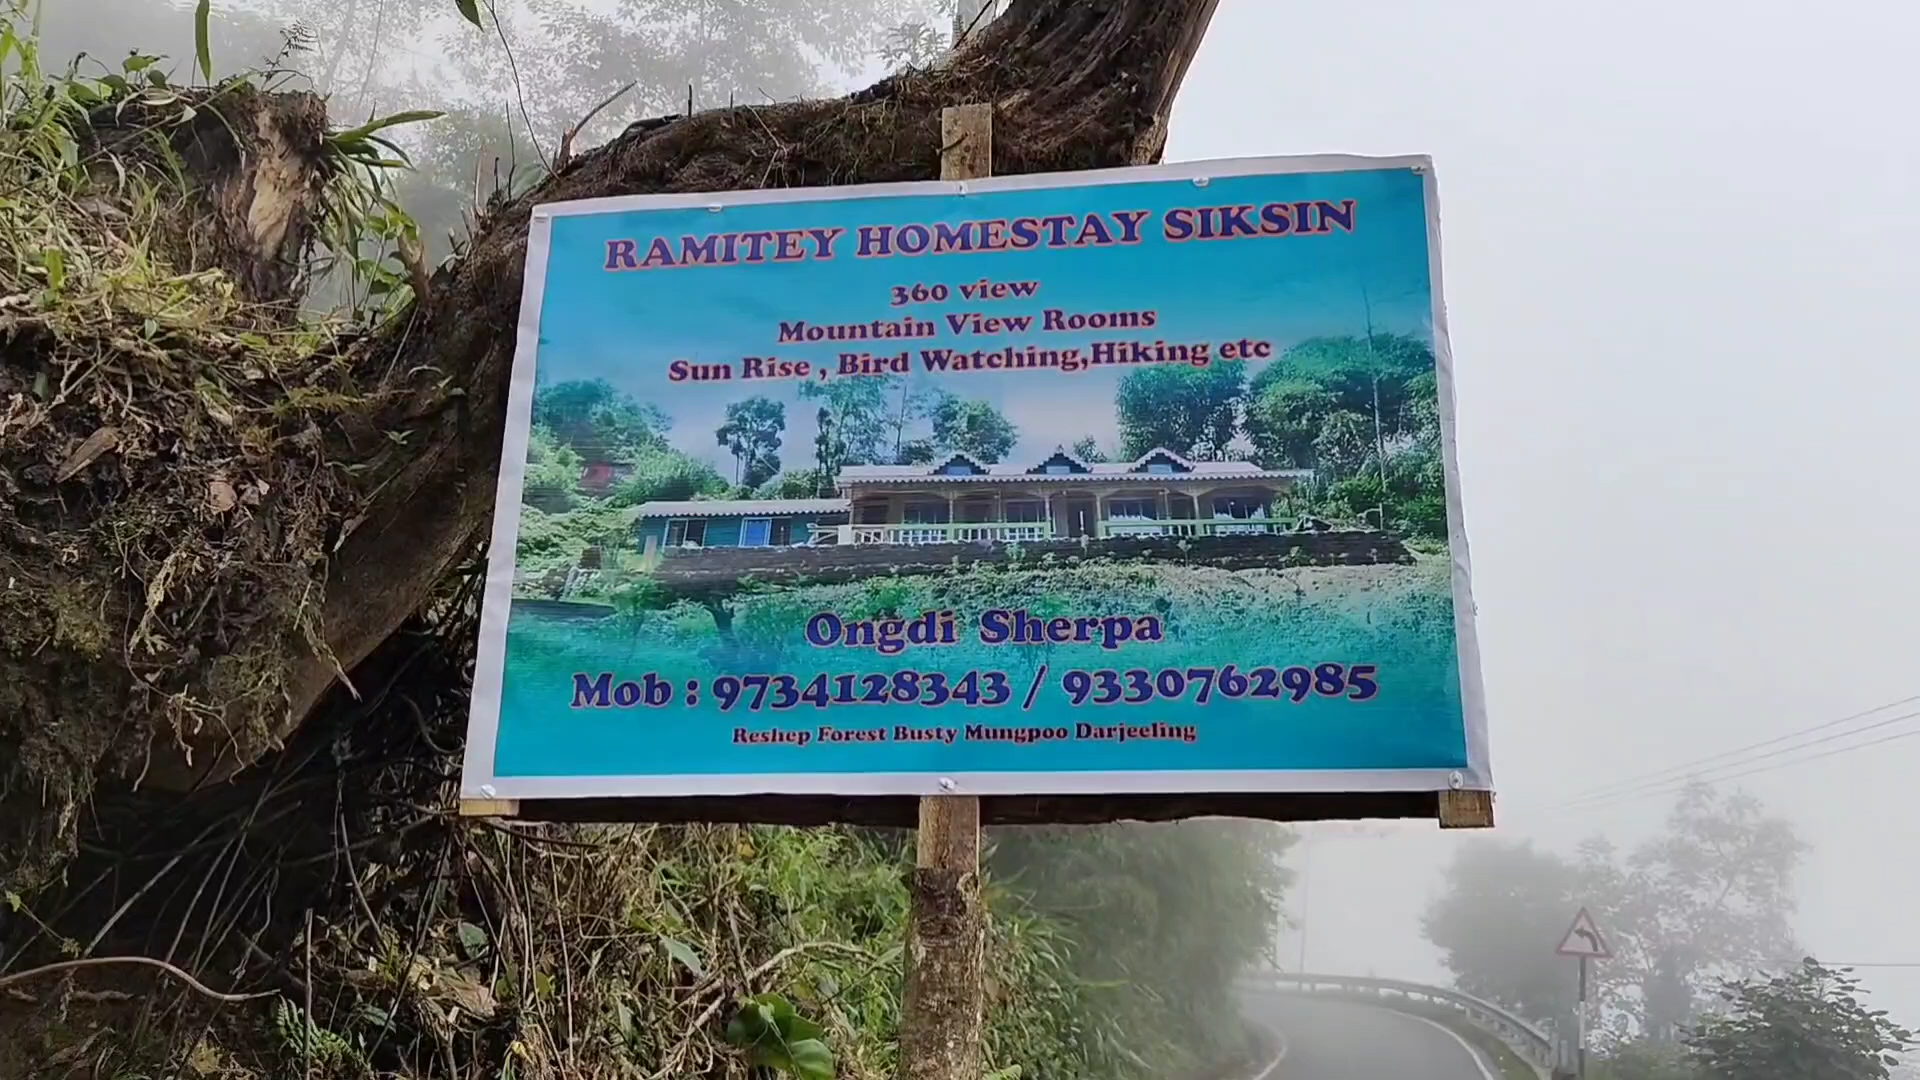 RAMITEY HOMESTAY SIKSIN
360 view
Mountain View Rooms
Sun Rise , Bird Watching,Hiking etc
Ongdi Sherpa
Mob : 9734128343 / 9330762985
Reshep Forest Busty Mungpoo Darjeeling